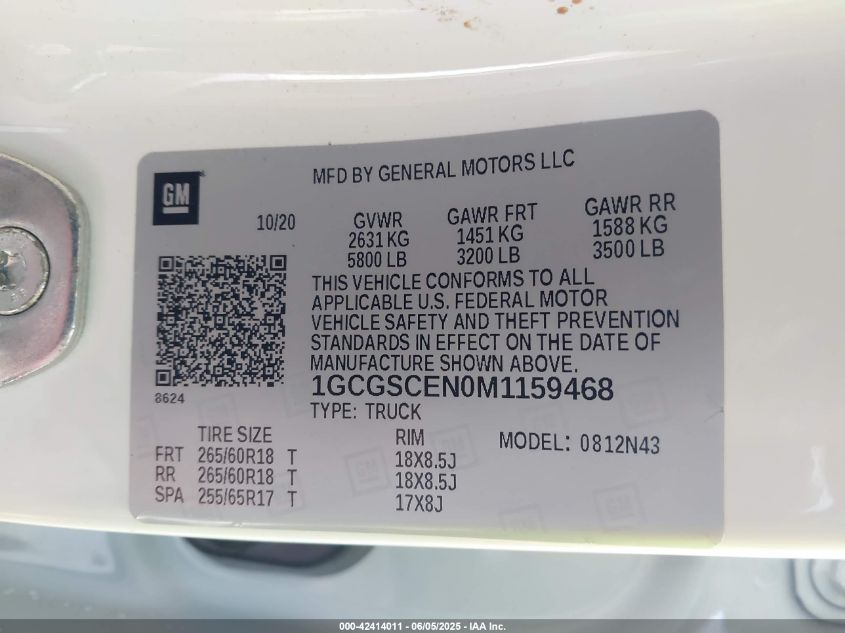 MFD BY GENERAL MOTORS LLC
GM
10/20
GVWR GAWR FRT GAWR RR
2631 KG 1451 KG 1588 KG
5800 LB 3200 LB 3500 LB
THIS VEHICLE CONFORMS TO ALL
APPLICABLE U.S. FEDERAL MOTOR
VEHICLE SAFETY AND THEFT PREVENTION
STANDARDS IN EFFECT ON THE DATE OF
MANUFACTURE SHOWN ABOVE.
1GCGSCEN0M1159468
8624
TYPE: TRUCK
TIRE SIZE RIM MODEL: 0812N43
FRT 265/60R18 T 18X8.5J
RR 265/60R18 T 18X8.5J
SPA 255/65R17 T 17X8J
000-42414011 - 06/05/2025 - IAA Inc.